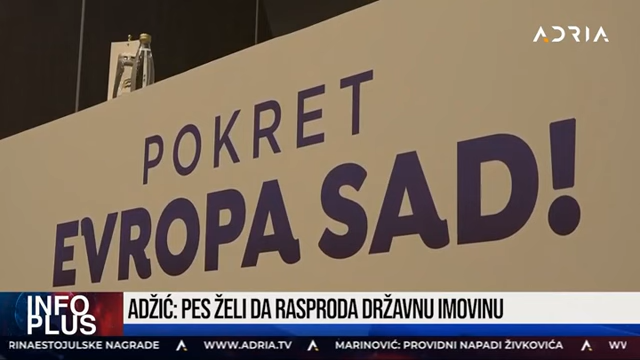 ADRIA
POKRET
EVROPA SAD!
INFO
PLUS
ADŽIĆ: PES ŽELI DA RASPRODA DRŽAVNU IMOVINU
RINAESTOJULSKE NAGRADE WWW.ADRIA.TV MARINOVIĆ: PROVIDNI NAPADI ŽIVKOVIĆA WV